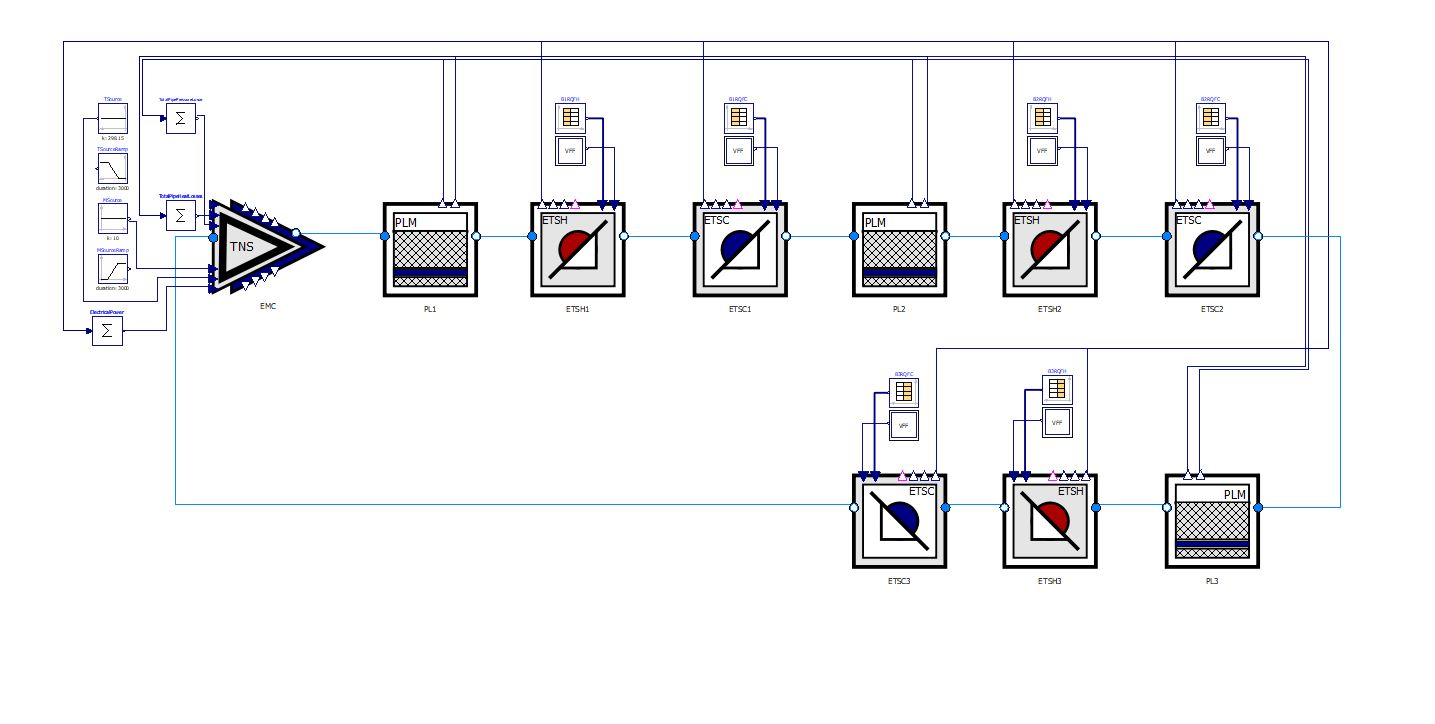 TSource
k: 298.15
TSourceRamp
duration: 3000
MSource
k: 10
MSourceRamp
duration: 3000
ElectricalPower
Σ
TotalPipePressureLosse
Σ
TotalPipeHeatLosses
Σ
TNS
EMC
PLM
PL1
VFF
ETSH
ETSH1
VFF
ETSC
ETSC1
PLM
PL2
VFF
ETSH
ETSH2
VFF
ETSC
ETSC2
VFF
ETSC
ETSC3
VFF
ETSH
ETSH3
PLM
PL3